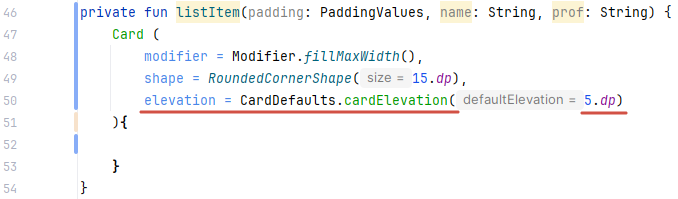 46 private fun listItem(padding: PaddingValues, name: String, prof: String) {
47 Card (
48 modifier = Modifier.fillMaxWidth(),
49 shape = RoundedCornerShape( size = 15.dp),
50 elevation = CardDefaults.cardElevation( defaultElevation = 5.dp)
51 ){
52
53 }
54 }